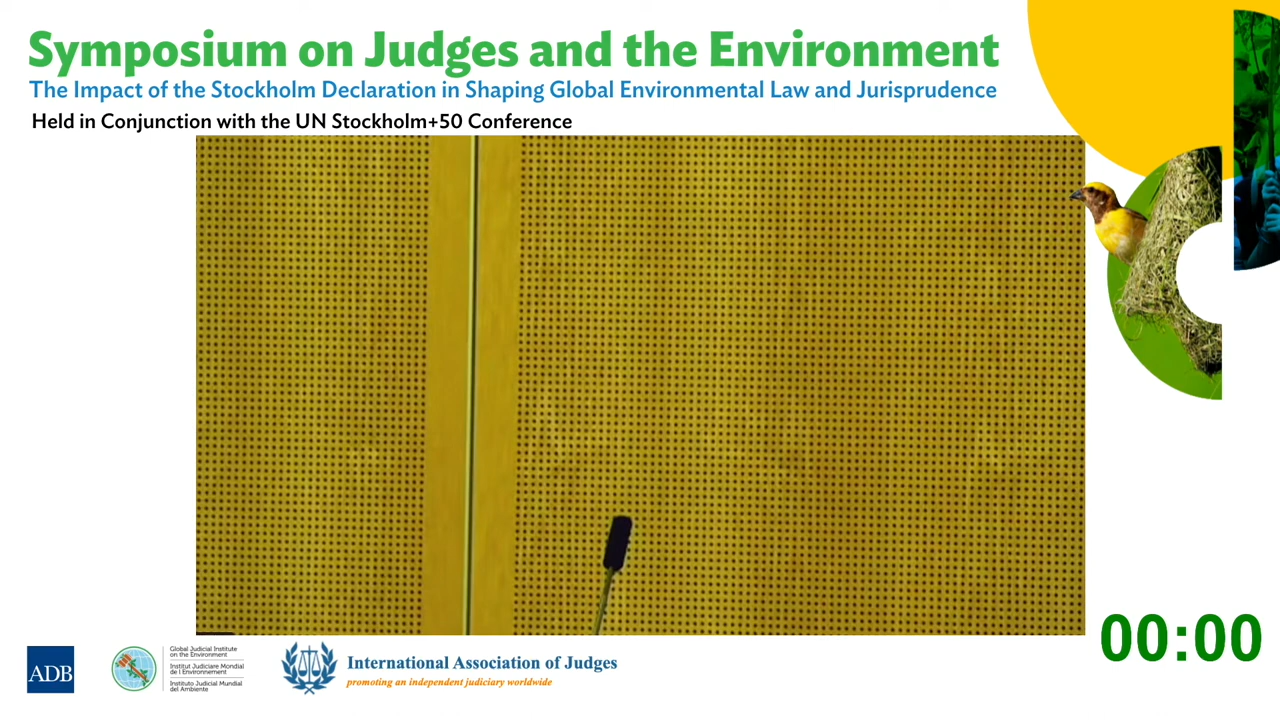 Symposium on Judges and the Environment
The Impact of the Stockholm Declaration in Shaping Global Environmental Law and Jurisprudence
Held in Conjunction with the UN Stockholm+50 Conference
00:00
ADB
Global Judicial Institute
on the Environment
Institut Judiciaire Mondial
de l'Environnement
Instituto Judicial Mundial
del Ambiente
International Association of Judges
promoting an independent judiciary worldwide